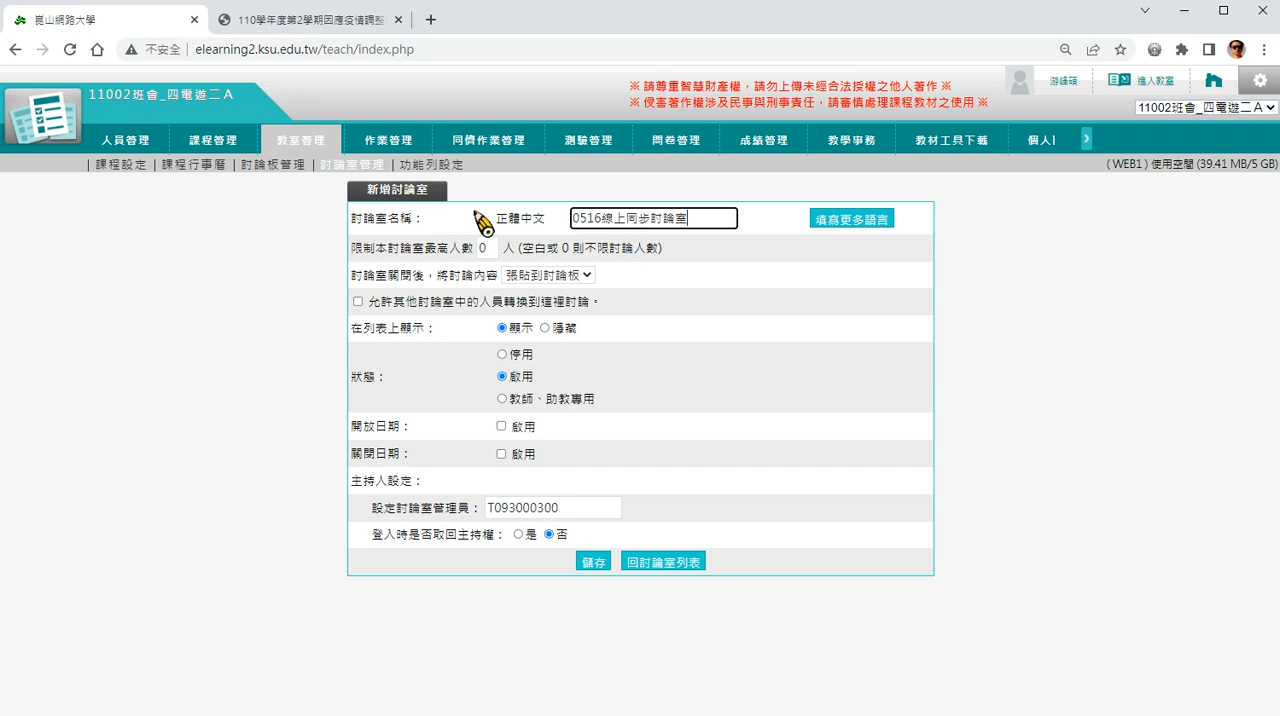 崑山網路大學
110學年度第2學期因應疫情調整
不安全 elearning2.ksu.edu.tw/teach/index.php
11002班會_四電遊二A
※ 請尊重智慧財產權，請勿上傳未經合法授權之他人著作 ※
※ 侵害著作權涉及民事與刑事責任，請審慎處理課程教材之使用 ※
游峰碩 進入教室
11002班會_四電遊二A
人員管理 課程管理 教室管理 作業管理 同儕作業管理 測驗管理 問卷管理 成績管理 教學事務 教材工具下載 個人
| 課程設定 | 課程行事曆 | 討論板管理 | 討論室管理 | 功能列設定
( WEB1 ) 使用空間 (39.41 MB/5 GB)
新增討論室
討論室名稱： 正體中文 0516線上同步討論室 填寫更多語言
限制本討論室最高人數 0 人 (空白或 0 則不限討論人數)
討論室關閉後，將討論內容 張貼到討論板
允許其他討論室中的人員轉換到這裡討論。
在列表上顯示： 顯示 隱藏
停用
狀態： 啟用
教師、助教專用
開放日期： 啟用
關閉日期： 啟用
主持人設定：
設定討論室管理員： T093000300
登入時是否取回主持權： 是 否
儲存 回討論室列表